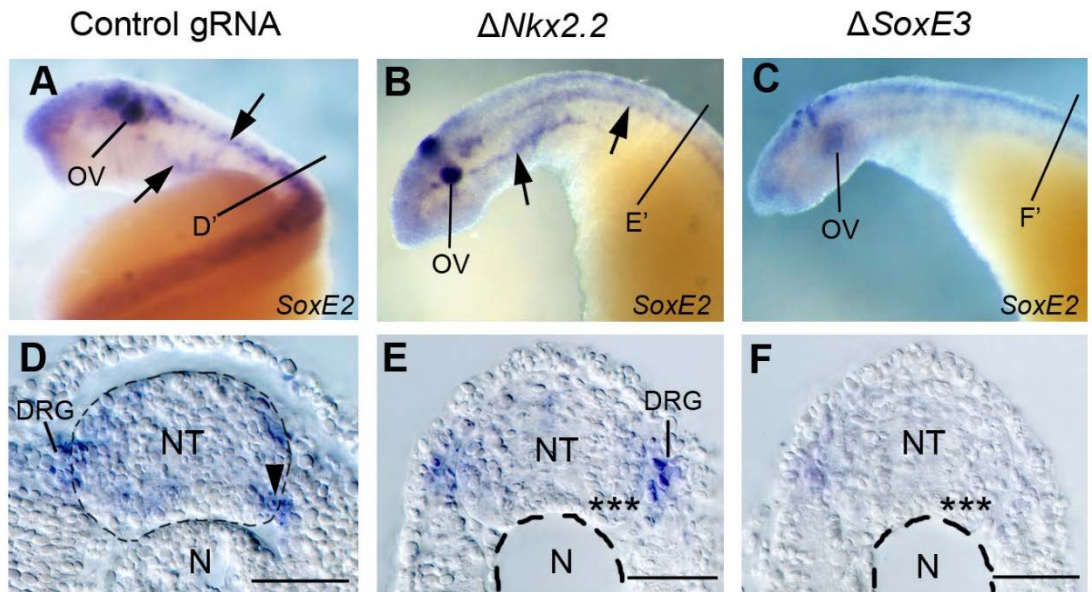 Control gRNA
ΔNkx2.2
ΔSoxE3
A
OV
D'
SoxE2
B
OV
E'
SoxE2
C
OV
F'
SoxE2
D
DRG
NT
N
E
DRG
NT
***
N
F
NT
***
N